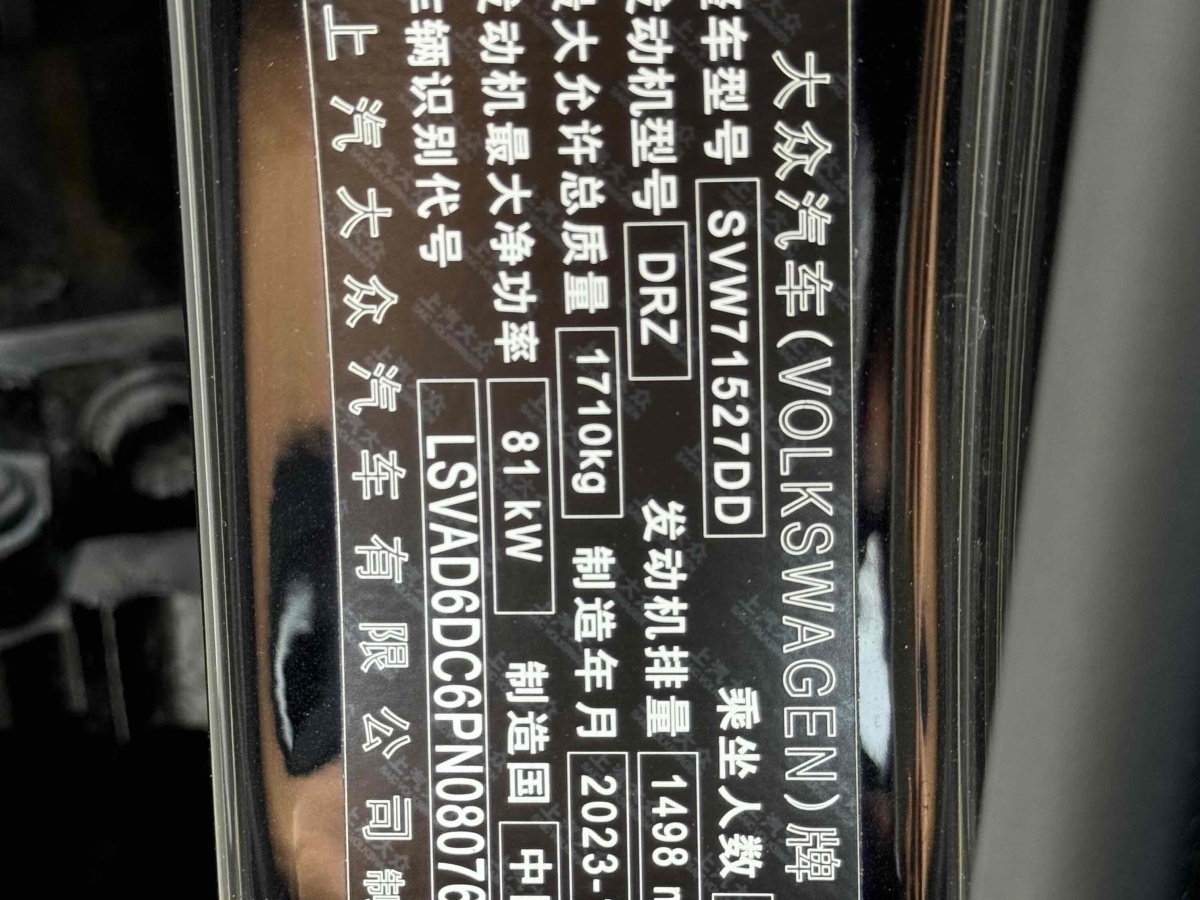 大众汽车(VOLKSWAGEN)牌
整车型号 SVW71527DD 乘坐人数
发动机型号 DRZ 发动机排量 1498 m
最大允许总质量 1710kg 制造年月 2023-
发动机最大净功率 81 kW 制造国 中
车辆识别代号 LSVAD6DC6PN08076
上汽大众汽车有限公司制